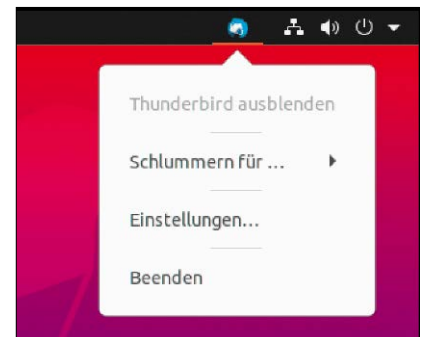 Thunderbird ausblenden
Schlummern für ...
Einstellungen...
Beenden